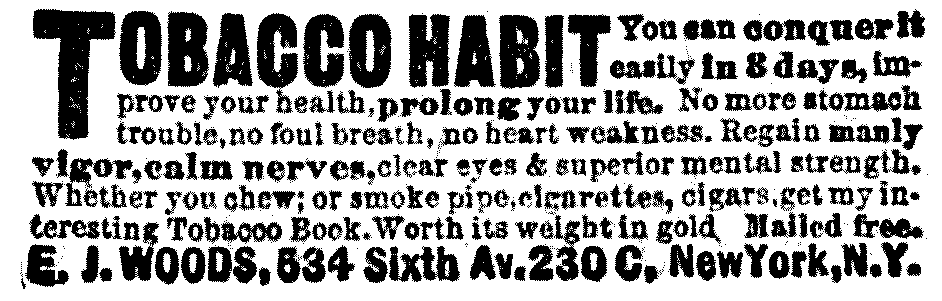 TOBACCO HABIT You can conquer it
easily in 8 days, im-
prove your health, prolong your life. No more stomach
trouble, no foul breath, no heart weakness. Regain manly
vigor, calm nerves, clear eyes & superior mental strength.
Whether you chew; or smoke pipe, cigarettes, cigars, get my in-
teresting Tobacco Book. Worth its weight in gold. Mailed free.
E. J. WOODS, 534 Sixth Av. 230 C, New York, N.Y.